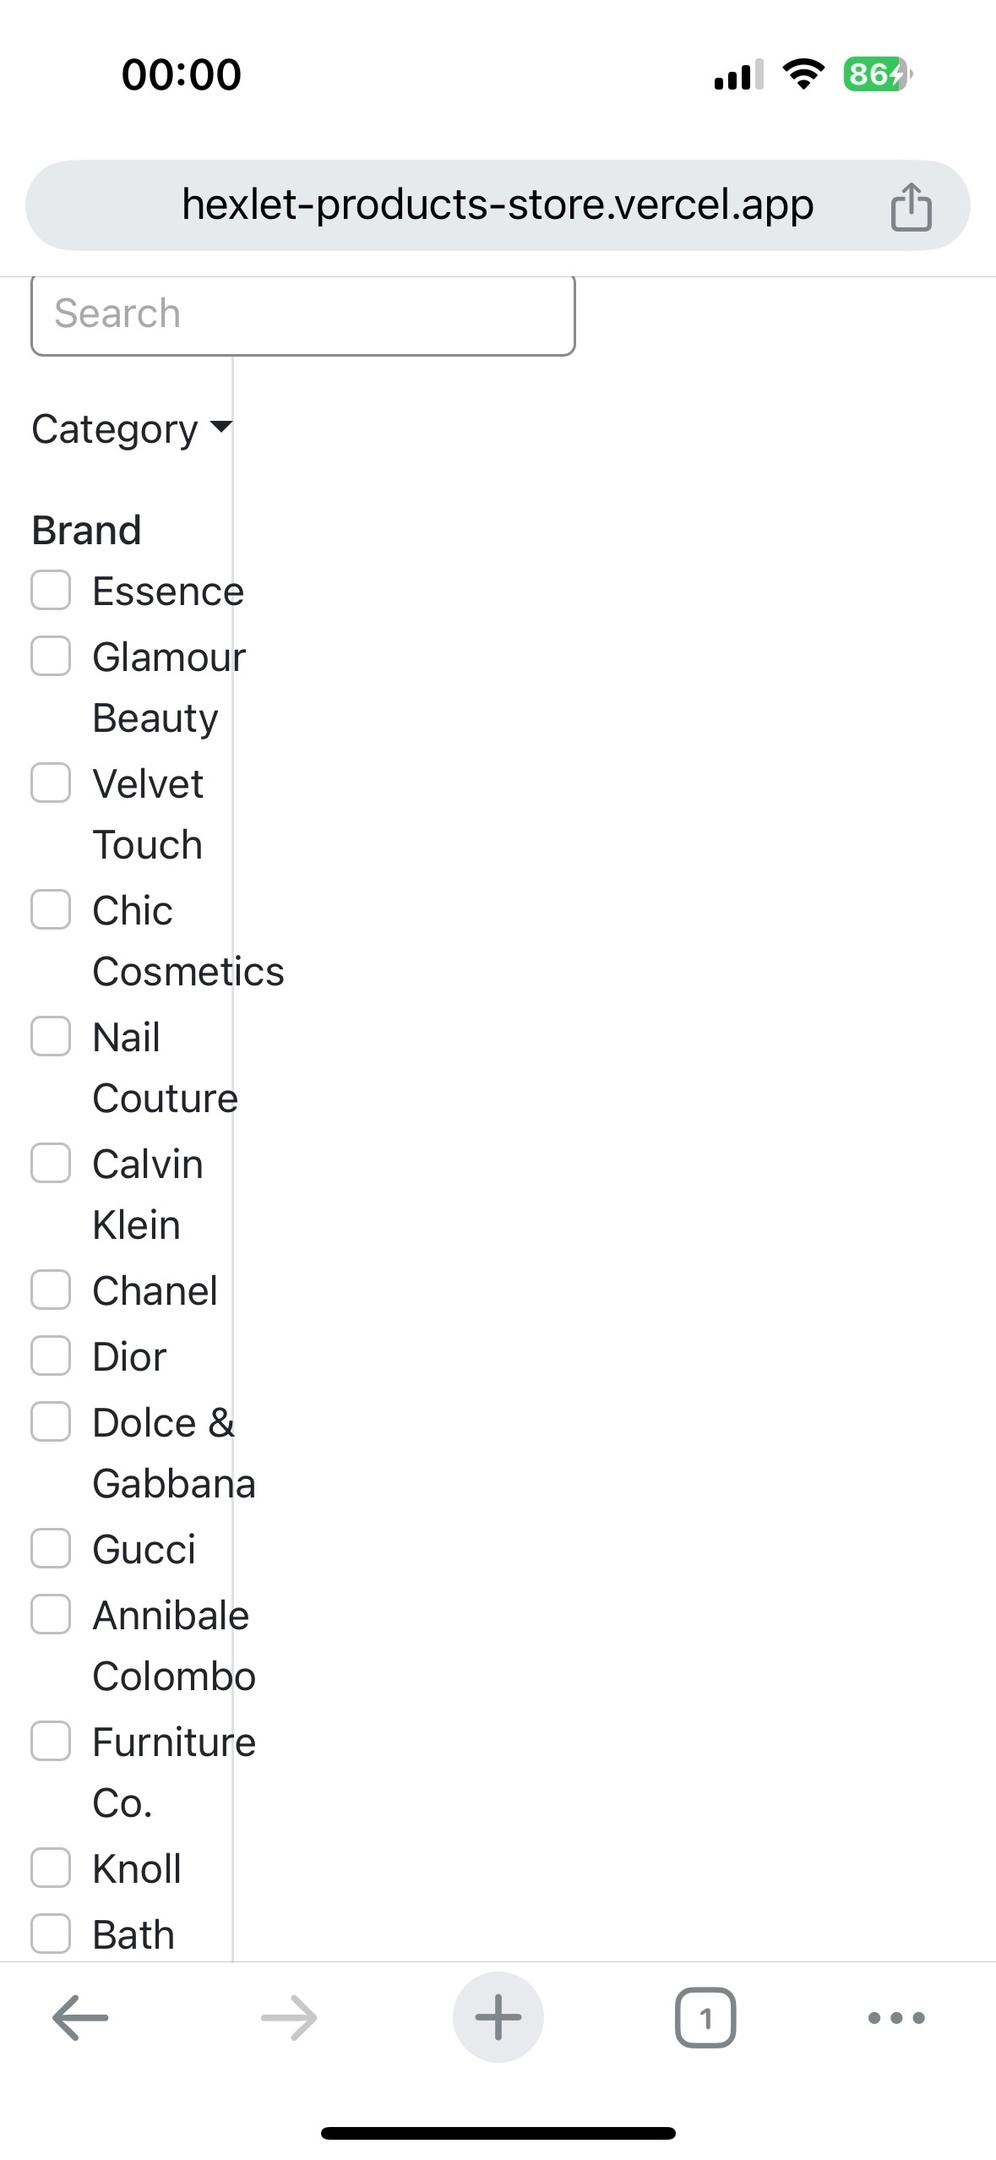 00:00
86
hexlet-products-store.vercel.app
Search
Category
Brand
Essence
Glamour
Beauty
Velvet
Touch
Chic
Cosmetics
Nail
Couture
Calvin
Klein
Chanel
Dior
Dolce &
Gabbana
Gucci
Annibale
Colombo
Furniture
Co.
Knoll
Bath
1